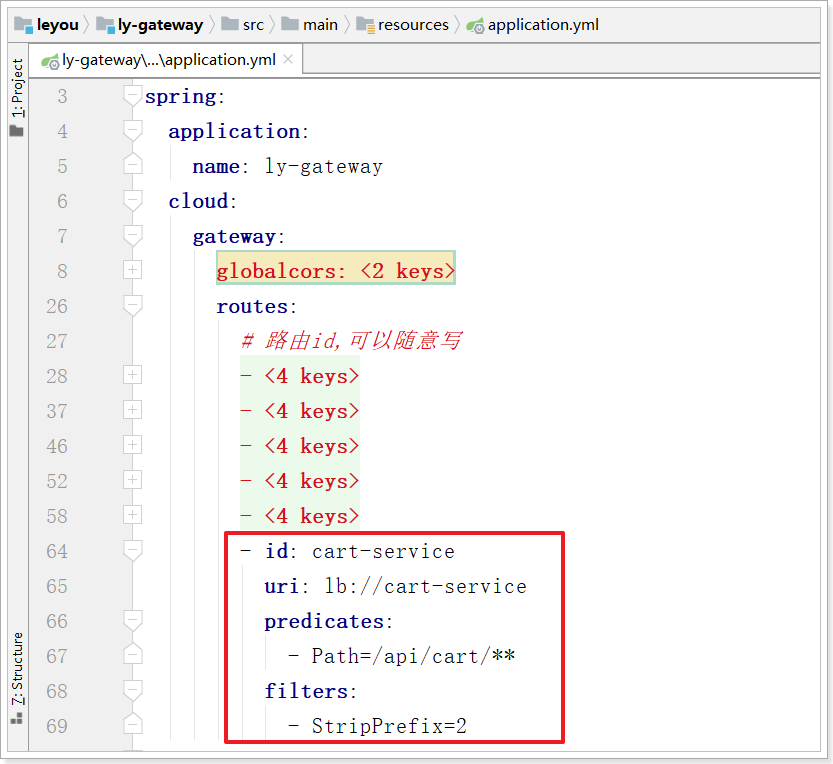 leyou ly-gateway src main resources application.yml
ly-gateway\...\application.yml
1: Project
7: Structure
3 spring:
4 application:
5 name: ly-gateway
6 cloud:
7 gateway:
8 globalcors: <2 keys>
26 routes:
27 # 路由id,可以随意写
28 - <4 keys>
37 - <4 keys>
46 - <4 keys>
52 - <4 keys>
58 - <4 keys>
64 - id: cart-service
65 uri: lb://cart-service
66 predicates:
67 - Path=/api/cart/**
68 filters:
69 - StripPrefix=2